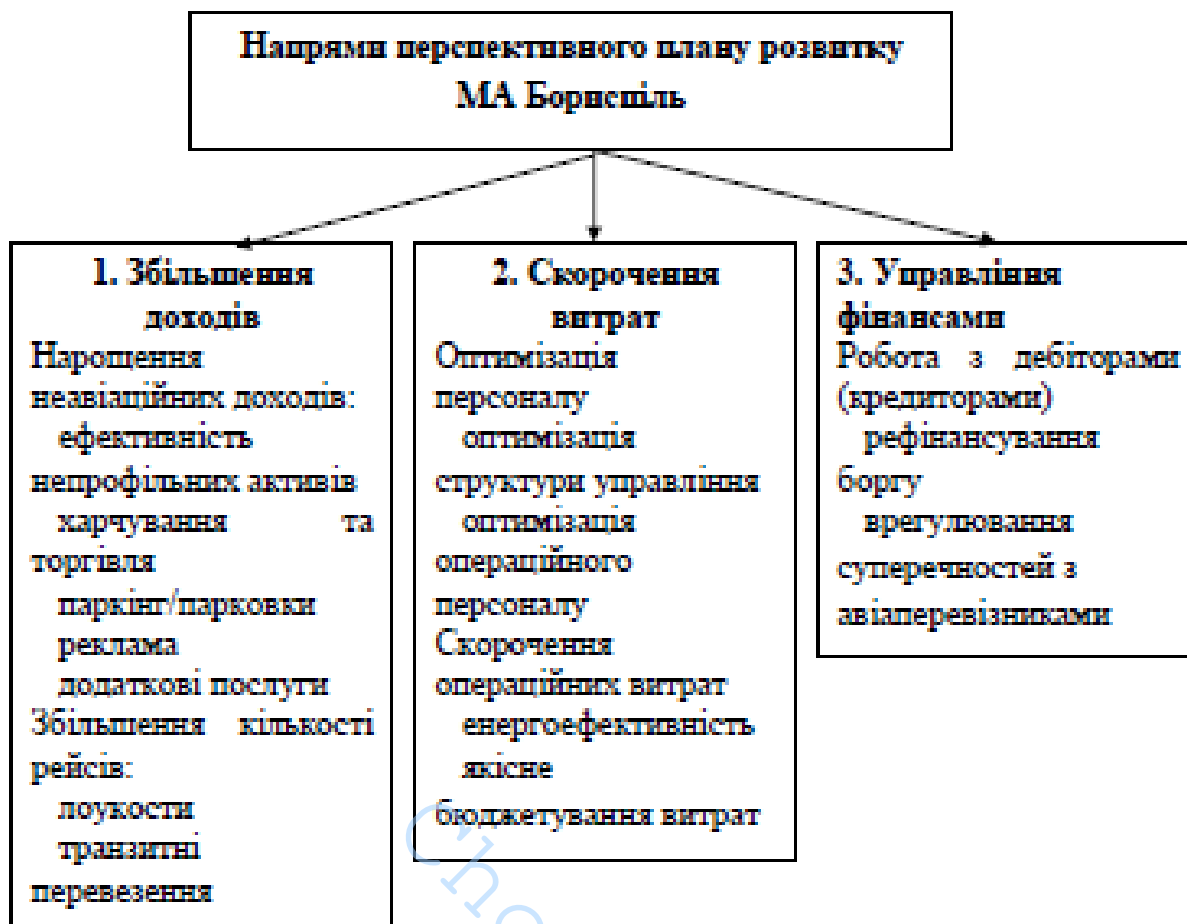 Напрями перспективного плану розвитку
МА Бориспіль
1. Збільшення
доходів
Нарощення
неавіаційних доходів:
ефективність
непрофільних активів
харчування та
торгівля
паркінг/парковки
реклама
додаткові послуги
Збільшення кількості
рейсів:
лоукости
транзитні
перевезення
2. Скорочення
витрат
Оптимізація
персоналу
оптимізація
структури управління
оптимізація
операційного
персоналу
Скорочення
операційних витрат
енергоефективність
якісне
бюджетування витрат
3. Управління
фінансами
Робота з дебіторами
(кредиторами)
рефінансування
боргу
врегулювання
суперечностей з
авіаперевізниками